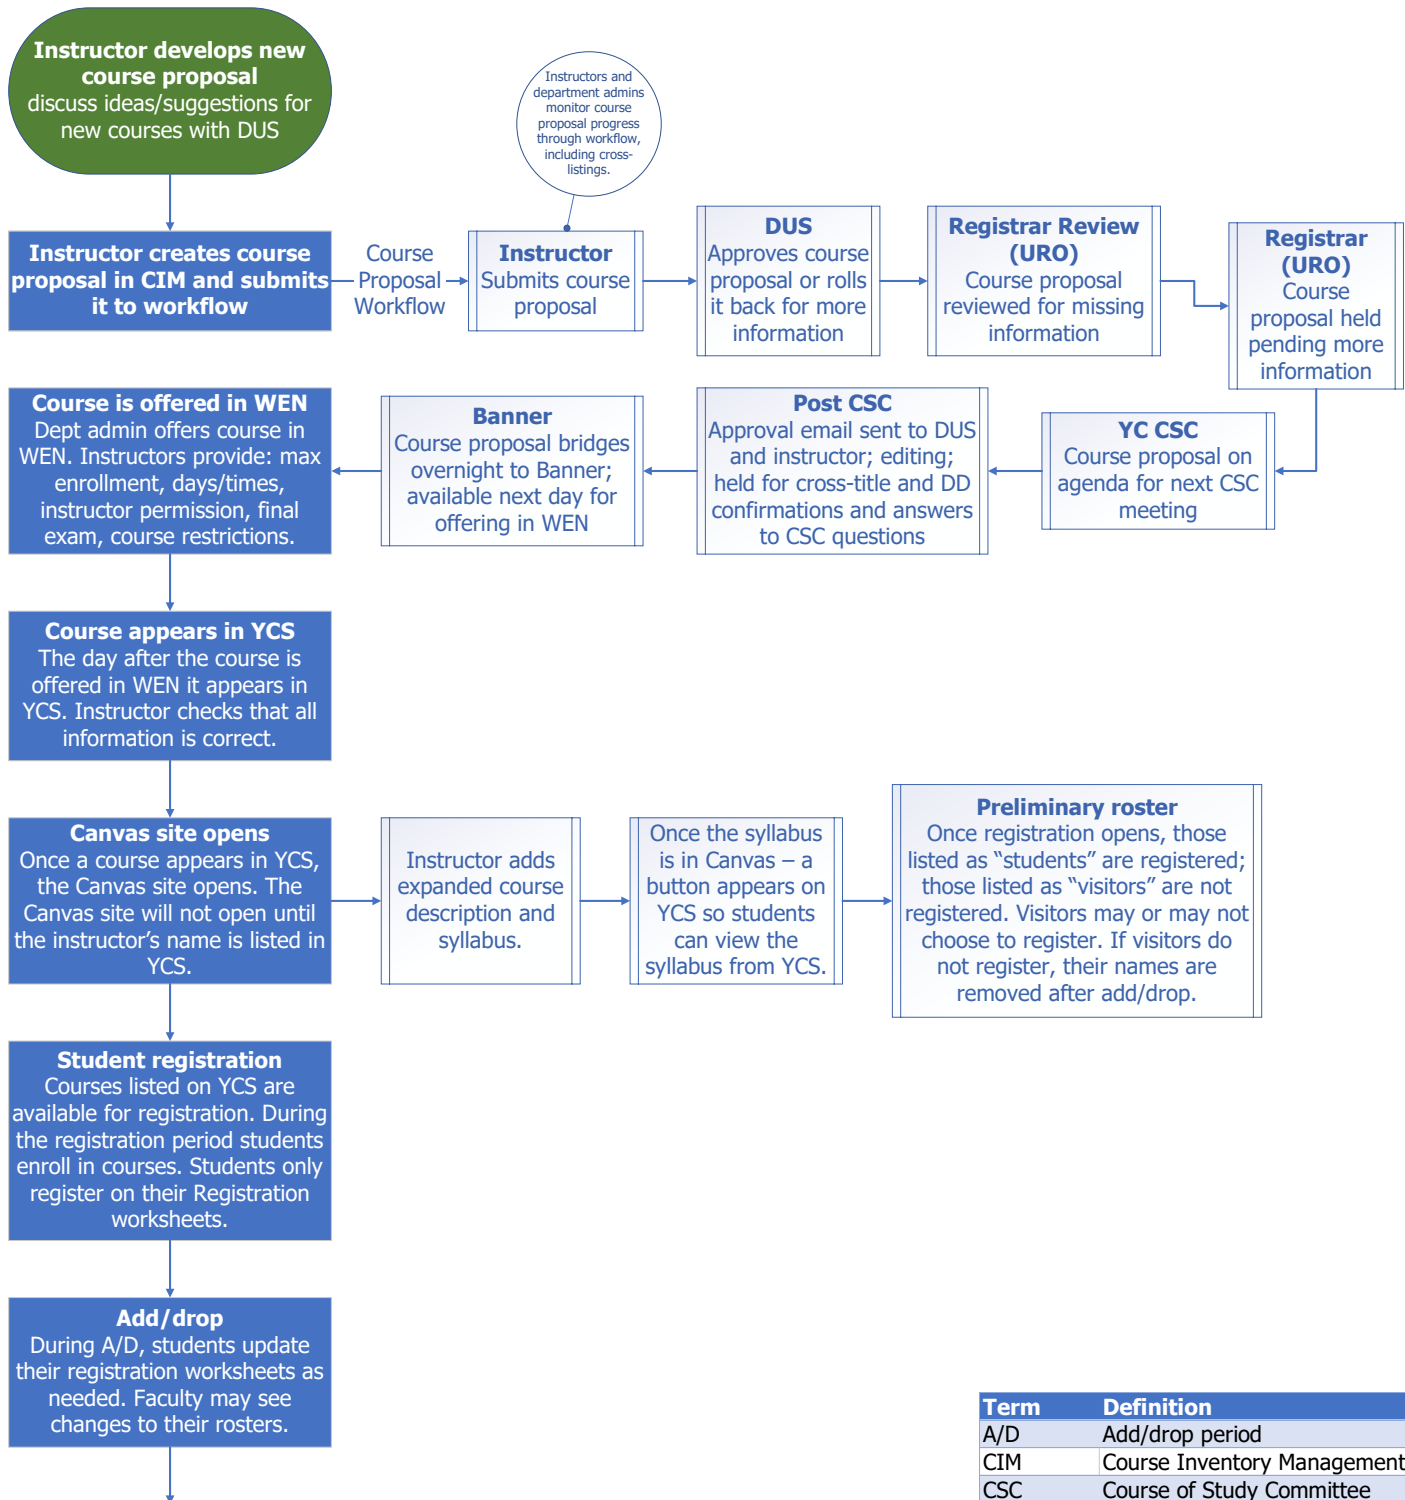 Instructor develops new
course proposal
discuss ideas/suggestions for
new courses with DUS
Instructors and
department admins
monitor course
proposal progress
through workflow,
including cross-
listings.
Instructor creates course
proposal in CIM and submits
it to workflow
Course
Proposal
Workflow
Instructor
Submits course
proposal
DUS
Approves course
proposal or rolls
it back for more
information
Registrar Review
(URO)
Course proposal
reviewed for missing
information
Registrar
(URO)
Course
proposal held
pending more
information
YC CSC
Course proposal on
agenda for next CSC
meeting
Post CSC
Approval email sent to DUS
and instructor; editing;
held for cross-title and DD
confirmations and answers
to CSC questions
Banner
Course proposal bridges
overnight to Banner;
available next day for
offering in WEN
Course is offered in WEN
Dept admin offers course in
WEN. Instructors provide: max
enrollment, days/times,
instructor permission, final
exam, course restrictions.
Course appears in YCS
The day after the course is
offered in WEN it appears in
YCS. Instructor checks that all
information is correct.
Canvas site opens
Once a course appears in YCS,
the Canvas site opens. The
Canvas site will not open until
the instructor’s name is listed in
YCS.
Instructor adds
expanded course
description and
syllabus.
Once the syllabus
is in Canvas – a
button appears on
YCS so students
can view the
syllabus from YCS.
Preliminary roster
Once registration opens, those
listed as “students” are registered;
those listed as “visitors” are not
registered. Visitors may or may not
choose to register. If visitors do
not register, their names are
removed after add/drop.
Student registration
Courses listed on YCS are
available for registration. During
the registration period students
enroll in courses. Students only
register on their Registration
worksheets.
Add/drop
During A/D, students update
their registration worksheets as
needed. Faculty may see
changes to their rosters.
Term Definition
A/D Add/drop period
CIM Course Inventory Management
CSC Course of Study Committee